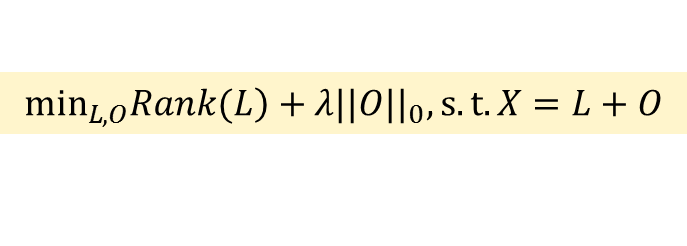 min_{L,O} Rank(L) + λ||O||_0, s.t. X = L + O